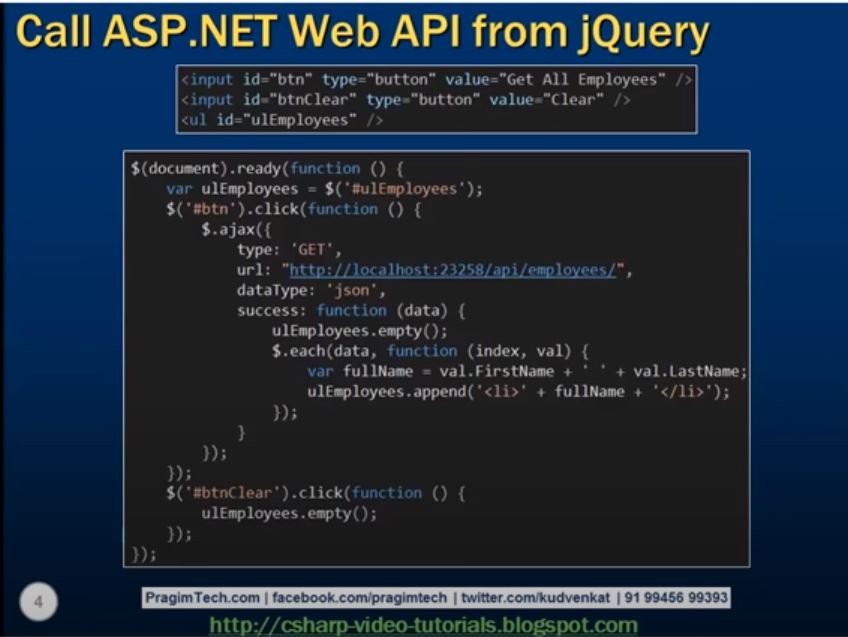 Call ASP.NET Web API from jQuery
<input id="btn" type="button" value="Get All Employees" />
<input id="btnClear" type="button" value="Clear" />
<ul id="ulEmployees" />
$(document).ready(function () {
    var ulEmployees = $('#ulEmployees');
    $('#btn').click(function () {
        $.ajax({
            type: 'GET',
            url: "http://localhost:23258/api/employees/",
            dataType: 'json',
            success: function (data) {
                ulEmployees.empty();
                $.each(data, function (index, val) {
                    var fullName = val.FirstName + ' ' + val.LastName;
                    ulEmployees.append('<li>' + fullName + '</li>');
                });
            }
        });
    });
    $('#btnClear').click(function () {
        ulEmployees.empty();
    });
});
4
PragimTech.com | facebook.com/pragimtech | twitter.com/kudvenkat | 91 99456 99393
http://csharp-video-tutorials.blogspot.com